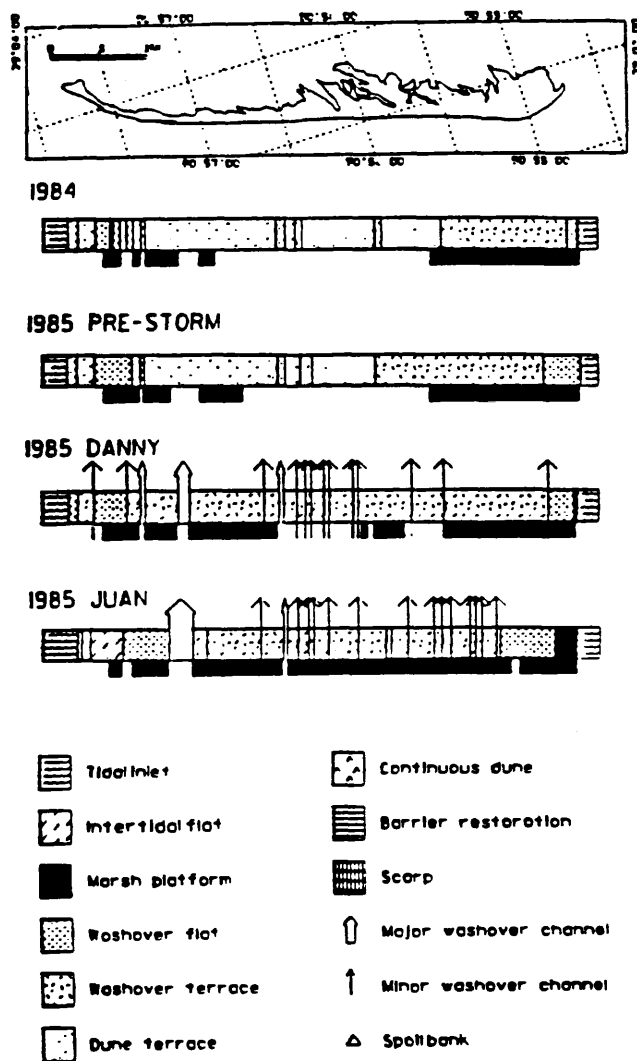 1984
1985 PRE-STORM
1985 DANNY
1985 JUAN
Tidal inlet
Continuous dune
Intertidal flat
Barrier restoration
Marsh platform
Scarp
Washover flat
Major washover channel
Washover terrace
Minor washover channel
Dune terrace
Spoilbank